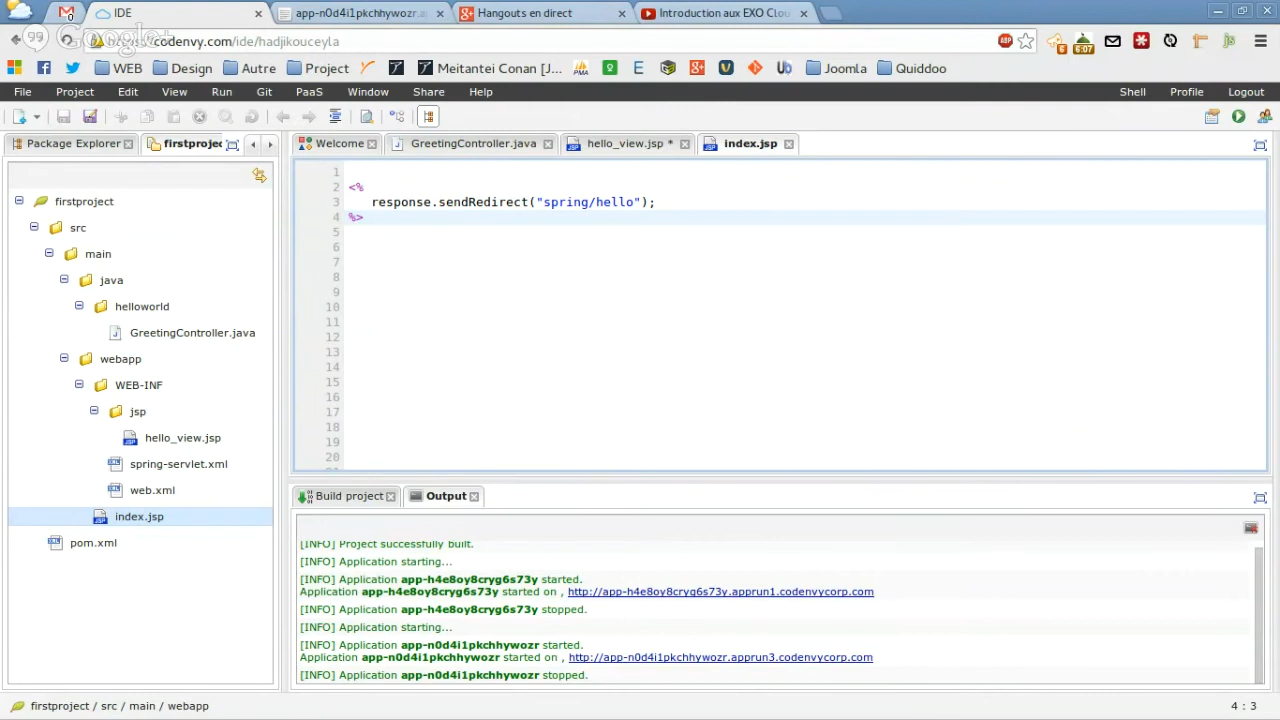 IDE
app-n0d4i1pkchhywozr.a
Hangouts en direct
Introduction aux EXO Clou
Google+
codenvy.com/ide/hadjikouceyla
ABP
6
6:07
WEB
Design
Autre
Project
Meitantei Conan [J...
PMA
Joomla
Quiddoo
File Project Edit View Run Git PaaS Window Share Help
Shell Profile Logout
Package Explorer
firstprojec
Welcome
GreetingController.java
hello_view.jsp *
index.jsp
firstproject
src
main
java
helloworld
GreetingController.java
webapp
WEB-INF
jsp
hello_view.jsp
spring-servlet.xml
web.xml
index.jsp
pom.xml
1
2 <%
3 response.sendRedirect("spring/hello");
4 %>
5
6
7
8
9
10
11
12
13
14
15
16
17
18
19
20
Build project
Output
[INFO] Project successfully built.
[INFO] Application starting...
[INFO] Application app-h4e8oy8cryg6s73y started.
Application app-h4e8oy8cryg6s73y started on , http://app-h4e8oy8cryg6s73y.apprun1.codenvycorp.com
[INFO] Application app-h4e8oy8cryg6s73y stopped.
[INFO] Application starting...
[INFO] Application app-n0d4i1pkchhywozr started.
Application app-n0d4i1pkchhywozr started on , http://app-n0d4i1pkchhywozr.apprun3.codenvycorp.com
[INFO] Application app-n0d4i1pkchhywozr stopped.
firstproject / src / main / webapp
4 : 3